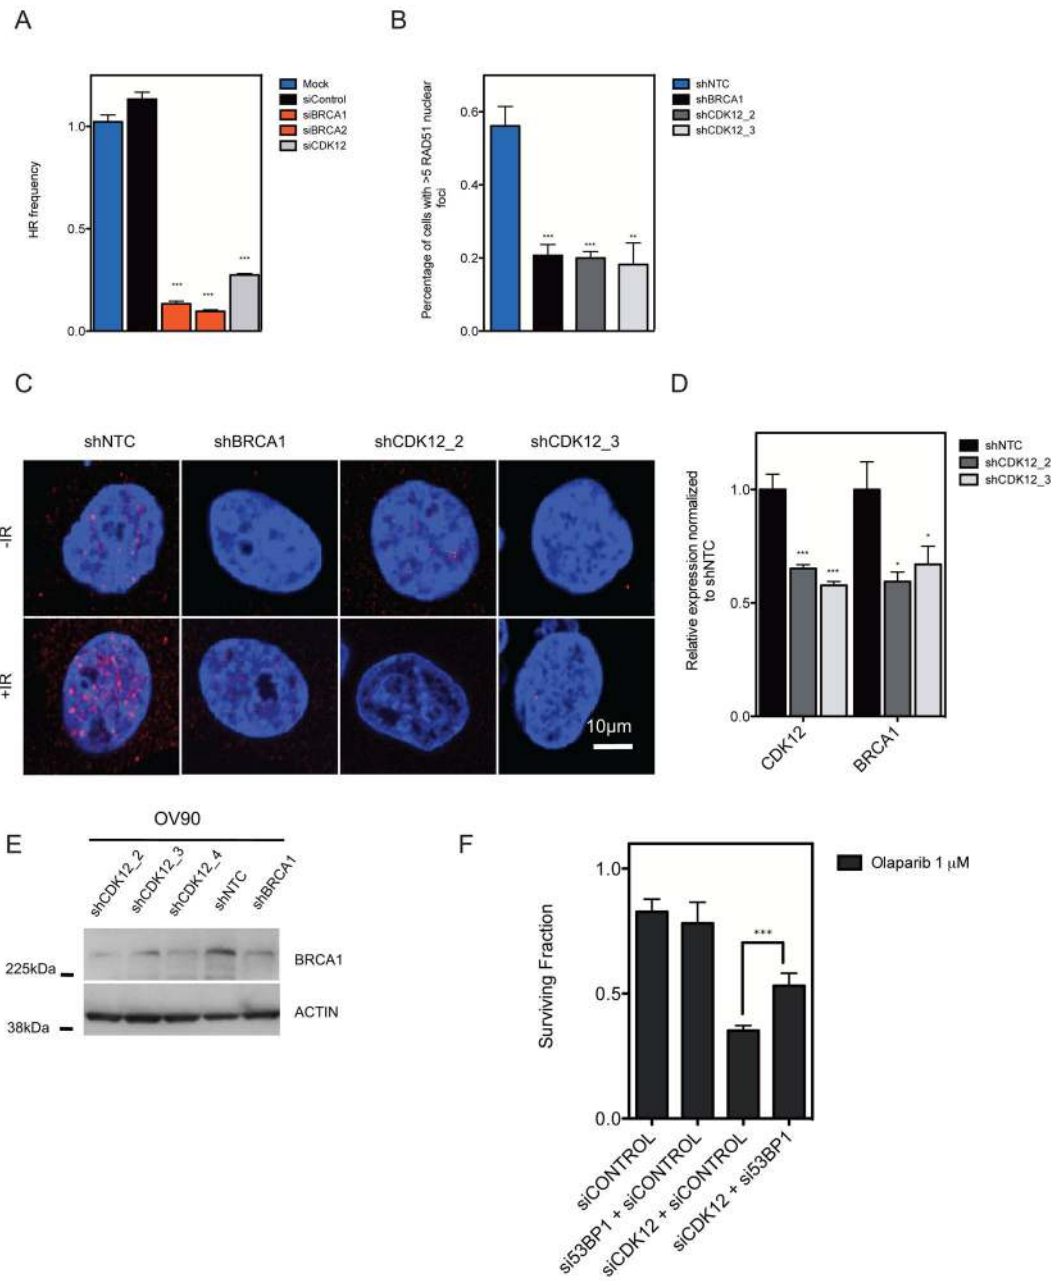 A
HR frequency
1.0
0.5
0.0
***
***
***
Mock
siControl
siBRCA1
siBRCA2
siCDK12
B
Percentage of cells with >5 RAD51 nuclear
foci
0.6
0.4
0.2
0.0
***
***
**
shNTC
shBRCA1
shCDK12_2
shCDK12_3
C
shNTC
shBRCA1
shCDK12_2
shCDK12_3
-IR
+IR
10µm
D
Relative expression normalized
to shNTC
1.0
0.5
0.0
***
***
*
*
CDK12
BRCA1
shNTC
shCDK12_2
shCDK12_3
E
OV90
shCDK12_2
shCDK12_3
shCDK12_4
shNTC
shBRCA1
225kDa
BRCA1
38kDa
ACTIN
F
Surviving Fraction
1.0
0.5
0.0
***
siCONTROL
si53BP1 + siCONTROL
siCDK12 + siCONTROL
siCDK12 + si53BP1
Olaparib 1 µM